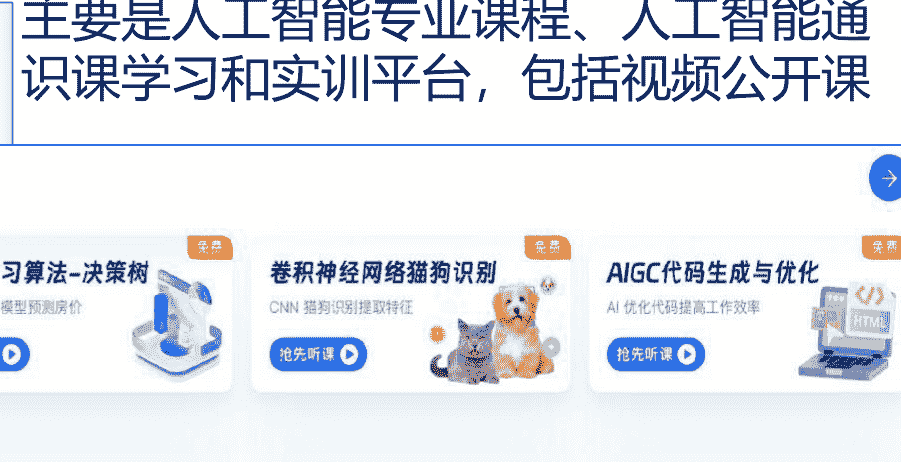 主要是人工智能专业课程、人工智能通
识课学习和实训平台，包括视频公开课
免费
免费
免费
习算法-决策树
卷积神经网络猫狗识别
AIGC代码生成与优化
模型预测房价
CNN 猫狗识别提取特征
AI 优化代码提高工作效率
抢先听课
抢先听课
HTML